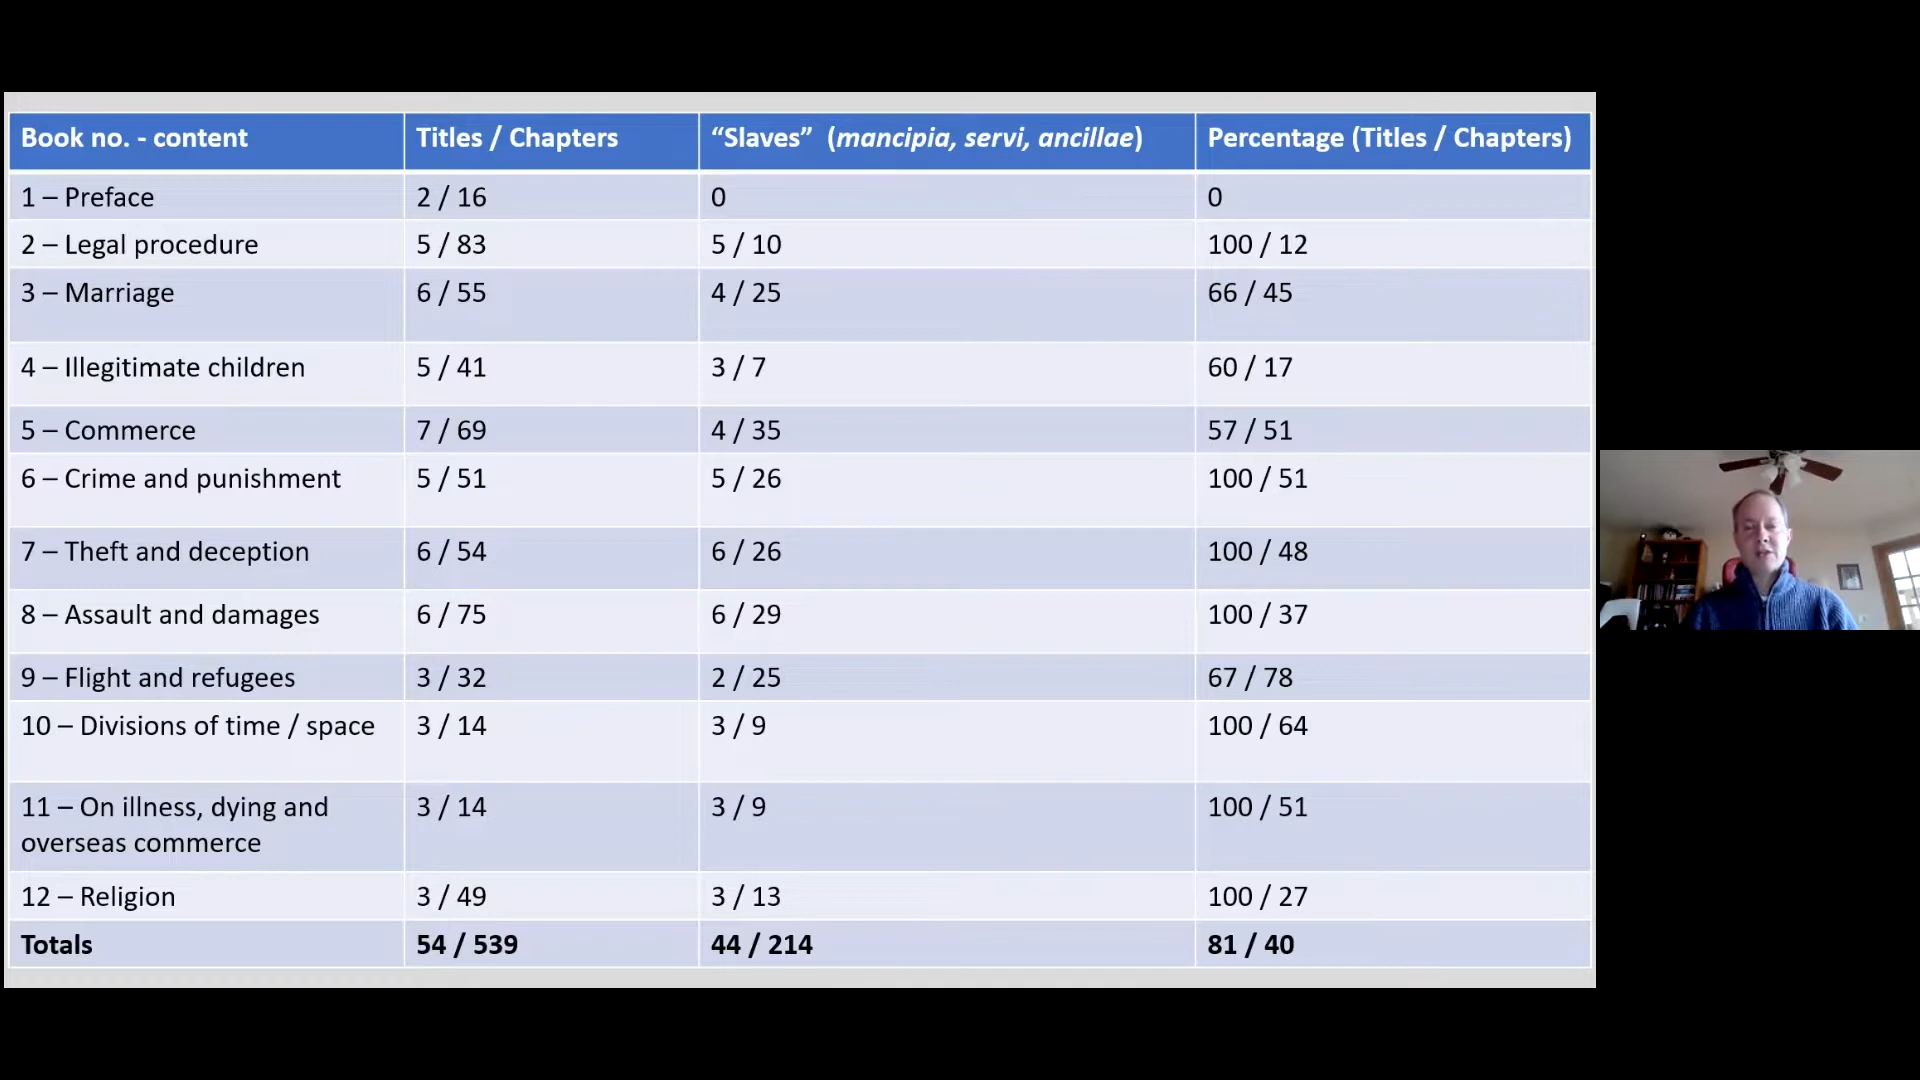 Book no. - content Titles / Chapters “Slaves” (mancipia, servi, ancillae) Percentage (Titles / Chapters)
1 – Preface 2 / 16 0 0
2 – Legal procedure 5 / 83 5 / 10 100 / 12
3 – Marriage 6 / 55 4 / 25 66 / 45
4 – Illegitimate children 5 / 41 3 / 7 60 / 17
5 – Commerce 7 / 69 4 / 35 57 / 51
6 – Crime and punishment 5 / 51 5 / 26 100 / 51
7 – Theft and deception 6 / 54 6 / 26 100 / 48
8 – Assault and damages 6 / 75 6 / 29 100 / 37
9 – Flight and refugees 3 / 32 2 / 25 67 / 78
10 – Divisions of time / space 3 / 14 3 / 9 100 / 64
11 – On illness, dying and 3 / 14 3 / 9 100 / 51
overseas commerce
12 – Religion 3 / 49 3 / 13 100 / 27
Totals 54 / 539 44 / 214 81 / 40